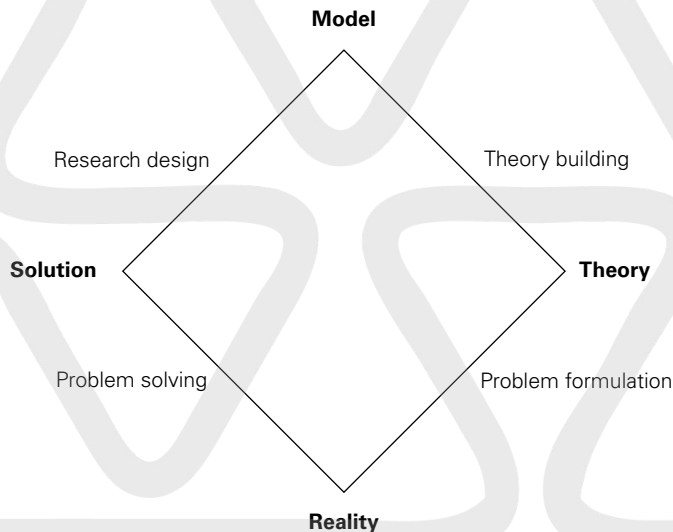 Model
Research design
Theory building
Solution
Theory
Problem solving
Problem formulation
Reality